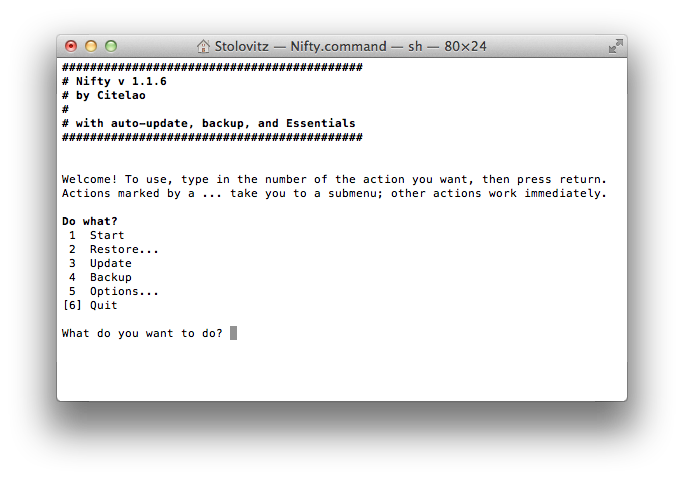 Stolovitz — Nifty.command — sh — 80×24
###########################################
# Nifty v 1.1.6
# by Citelao
#
# with auto-update, backup, and Essentials
###########################################
Welcome! To use, type in the number of the action you want, then press return.
Actions marked by a ... take you to a submenu; other actions work immediately.
Do what?
1 Start
2 Restore...
3 Update
4 Backup
5 Options...
[6] Quit
What do you want to do?